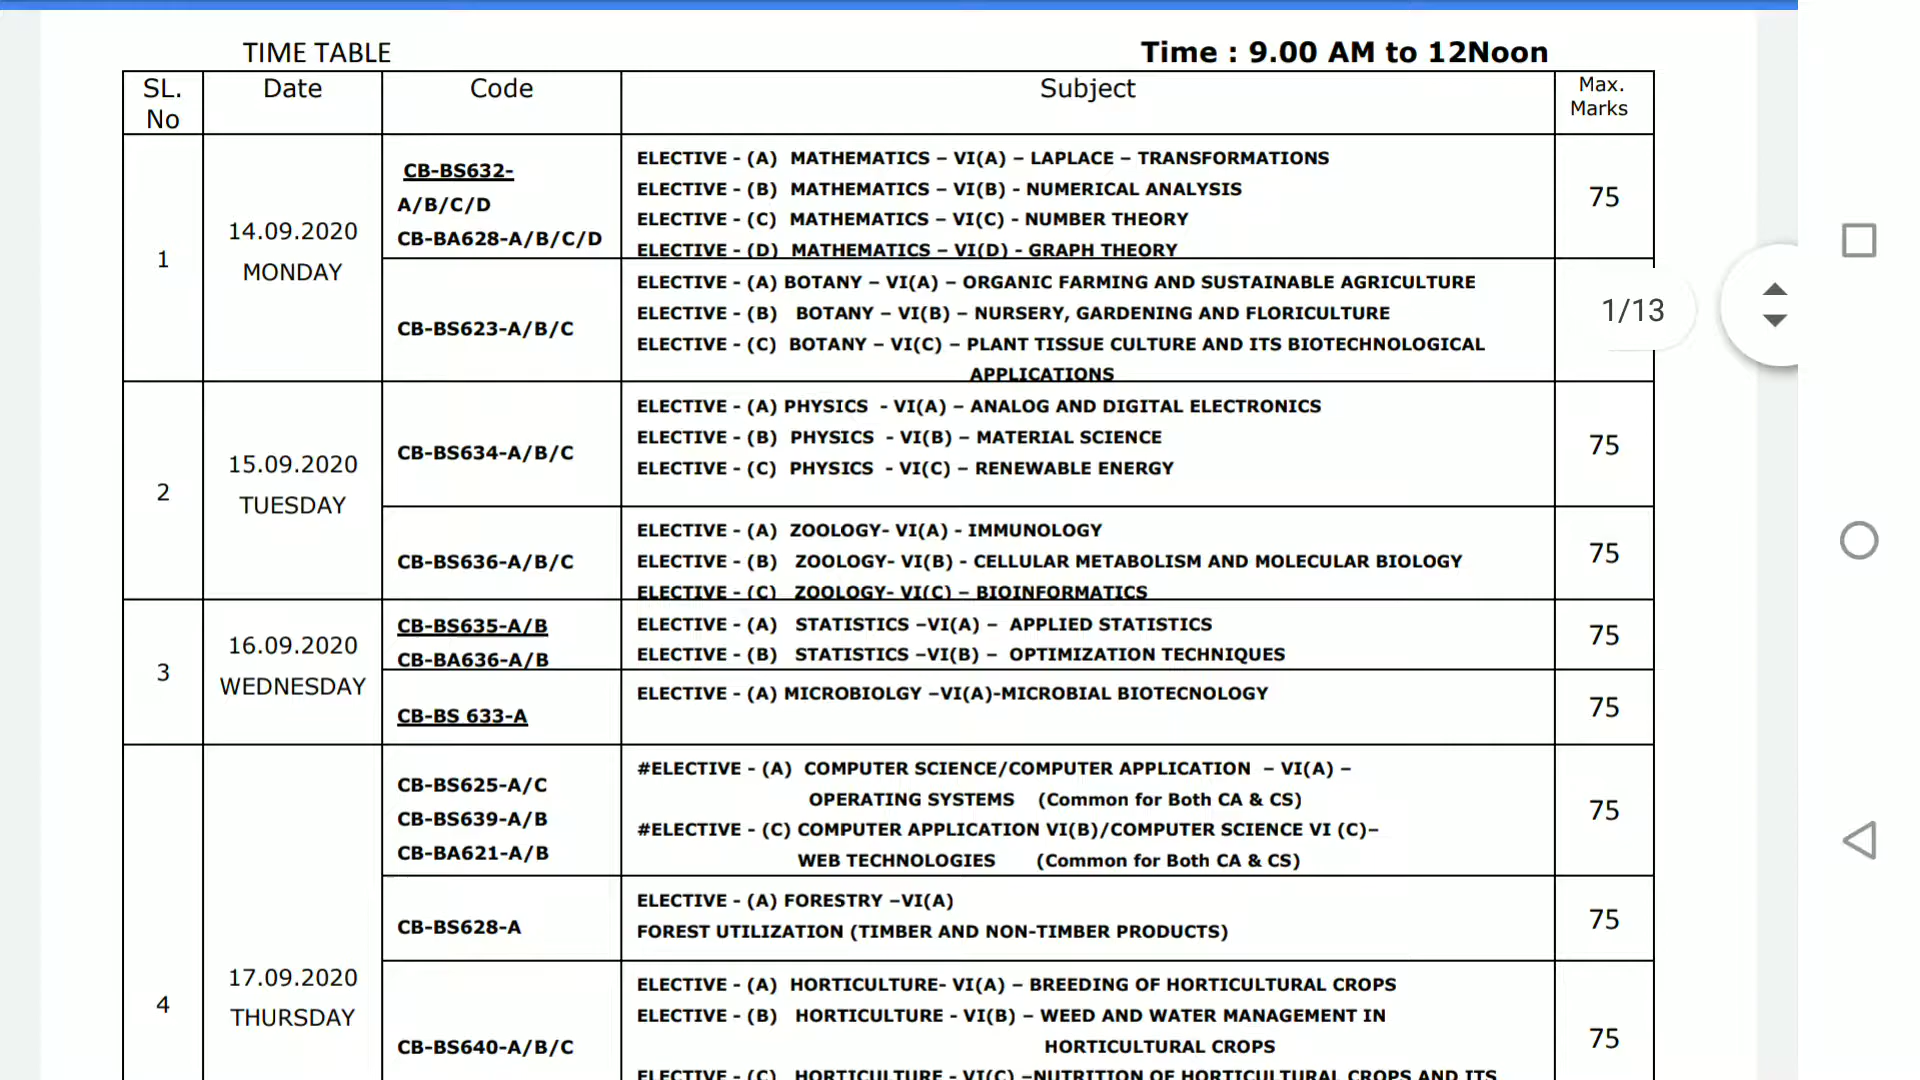 TIME TABLE
Time : 9.00 AM to 12Noon
SL. No Date Code Subject Max. Marks
1
14.09.2020
MONDAY
CB-BS632-
A/B/C/D
CB-BA628-A/B/C/D
ELECTIVE - (A) MATHEMATICS – VI(A) – LAPLACE – TRANSFORMATIONS
ELECTIVE - (B) MATHEMATICS – VI(B) - NUMERICAL ANALYSIS
ELECTIVE - (C) MATHEMATICS – VI(C) - NUMBER THEORY
ELECTIVE - (D) MATHEMATICS – VI(D) - GRAPH THEORY
75
CB-BS623-A/B/C
ELECTIVE - (A) BOTANY – VI(A) – ORGANIC FARMING AND SUSTAINABLE AGRICULTURE
ELECTIVE - (B) BOTANY – VI(B) – NURSERY, GARDENING AND FLORICULTURE
ELECTIVE - (C) BOTANY – VI(C) – PLANT TISSUE CULTURE AND ITS BIOTECHNOLOGICAL
APPLICATIONS
1/13
2
15.09.2020
TUESDAY
CB-BS634-A/B/C
ELECTIVE - (A) PHYSICS - VI(A) – ANALOG AND DIGITAL ELECTRONICS
ELECTIVE - (B) PHYSICS - VI(B) – MATERIAL SCIENCE
ELECTIVE - (C) PHYSICS - VI(C) – RENEWABLE ENERGY
75
CB-BS636-A/B/C
ELECTIVE - (A) ZOOLOGY- VI(A) - IMMUNOLOGY
ELECTIVE - (B) ZOOLOGY- VI(B) - CELLULAR METABOLISM AND MOLECULAR BIOLOGY
ELECTIVE - (C) ZOOLOGY- VI(C) – BIOINFORMATICS
75
3
16.09.2020
WEDNESDAY
CB-BS635-A/B
CB-BA636-A/B
ELECTIVE - (A) STATISTICS –VI(A) – APPLIED STATISTICS
ELECTIVE - (B) STATISTICS –VI(B) – OPTIMIZATION TECHNIQUES
75
CB-BS 633-A
ELECTIVE - (A) MICROBIOLGY –VI(A)-MICROBIAL BIOTECNOLOGY
75
4
17.09.2020
THURSDAY
CB-BS625-A/C
CB-BS639-A/B
CB-BA621-A/B
#ELECTIVE - (A) COMPUTER SCIENCE/COMPUTER APPLICATION – VI(A) –
OPERATING SYSTEMS (Common for Both CA & CS)
#ELECTIVE - (C) COMPUTER APPLICATION VI(B)/COMPUTER SCIENCE VI (C)–
WEB TECHNOLOGIES (Common for Both CA & CS)
75
CB-BS628-A
ELECTIVE - (A) FORESTRY –VI(A)
FOREST UTILIZATION (TIMBER AND NON-TIMBER PRODUCTS)
75
CB-BS640-A/B/C
ELECTIVE - (A) HORTICULTURE- VI(A) – BREEDING OF HORTICULTURAL CROPS
ELECTIVE - (B) HORTICULTURE - VI(B) – WEED AND WATER MANAGEMENT IN
HORTICULTURAL CROPS
ELECTIVE - (C) HORTICULTURE - VI(C) –NUTRITION OF HORTICULTURAL CROPS AND ITS
75